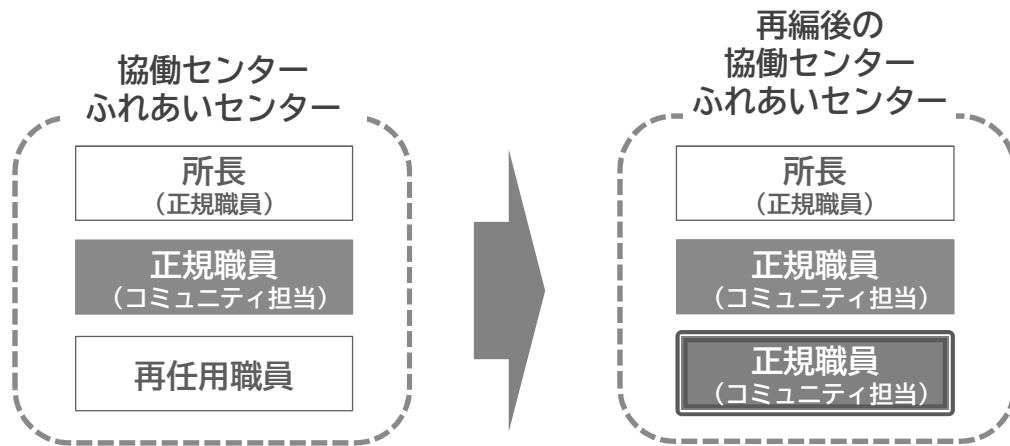 協働センター
ふれあいセンター
所長
（正規職員）
正規職員
（コミュニティ担当）
再任用職員
再編後の
協働センター
ふれあいセンター
所長
（正規職員）
正規職員
（コミュニティ担当）
正規職員
（コミュニティ担当）